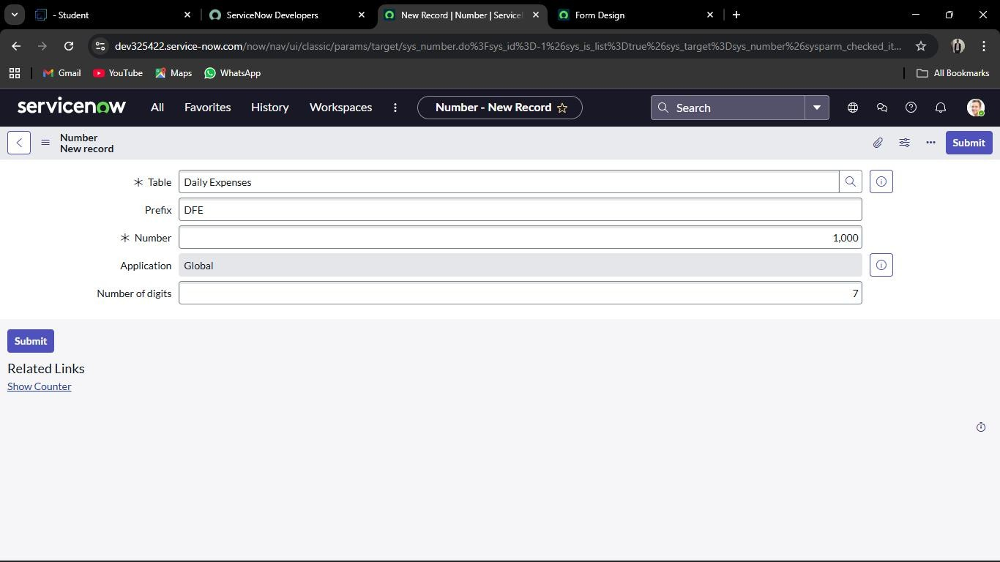 - Student
ServiceNow Developers
New Record | Number | Service
Form Design
dev325422.service-now.com/now/nav/ui/classic/params/target/sys_number.do%3Fsys_id%3D-1%26sys_is_list%3Dtrue%26sys_target%3Dsys_number%26sysparm_checked_it...
Gmail
YouTube
Maps
WhatsApp
All Bookmarks
servicenow
All
Favorites
History
Workspaces
Number - New Record
Search
Number
New record
Submit
Table
Daily Expenses
Prefix
DFE
Number
1,000
Application
Global
Number of digits
7
Submit
Related Links
Show Counter